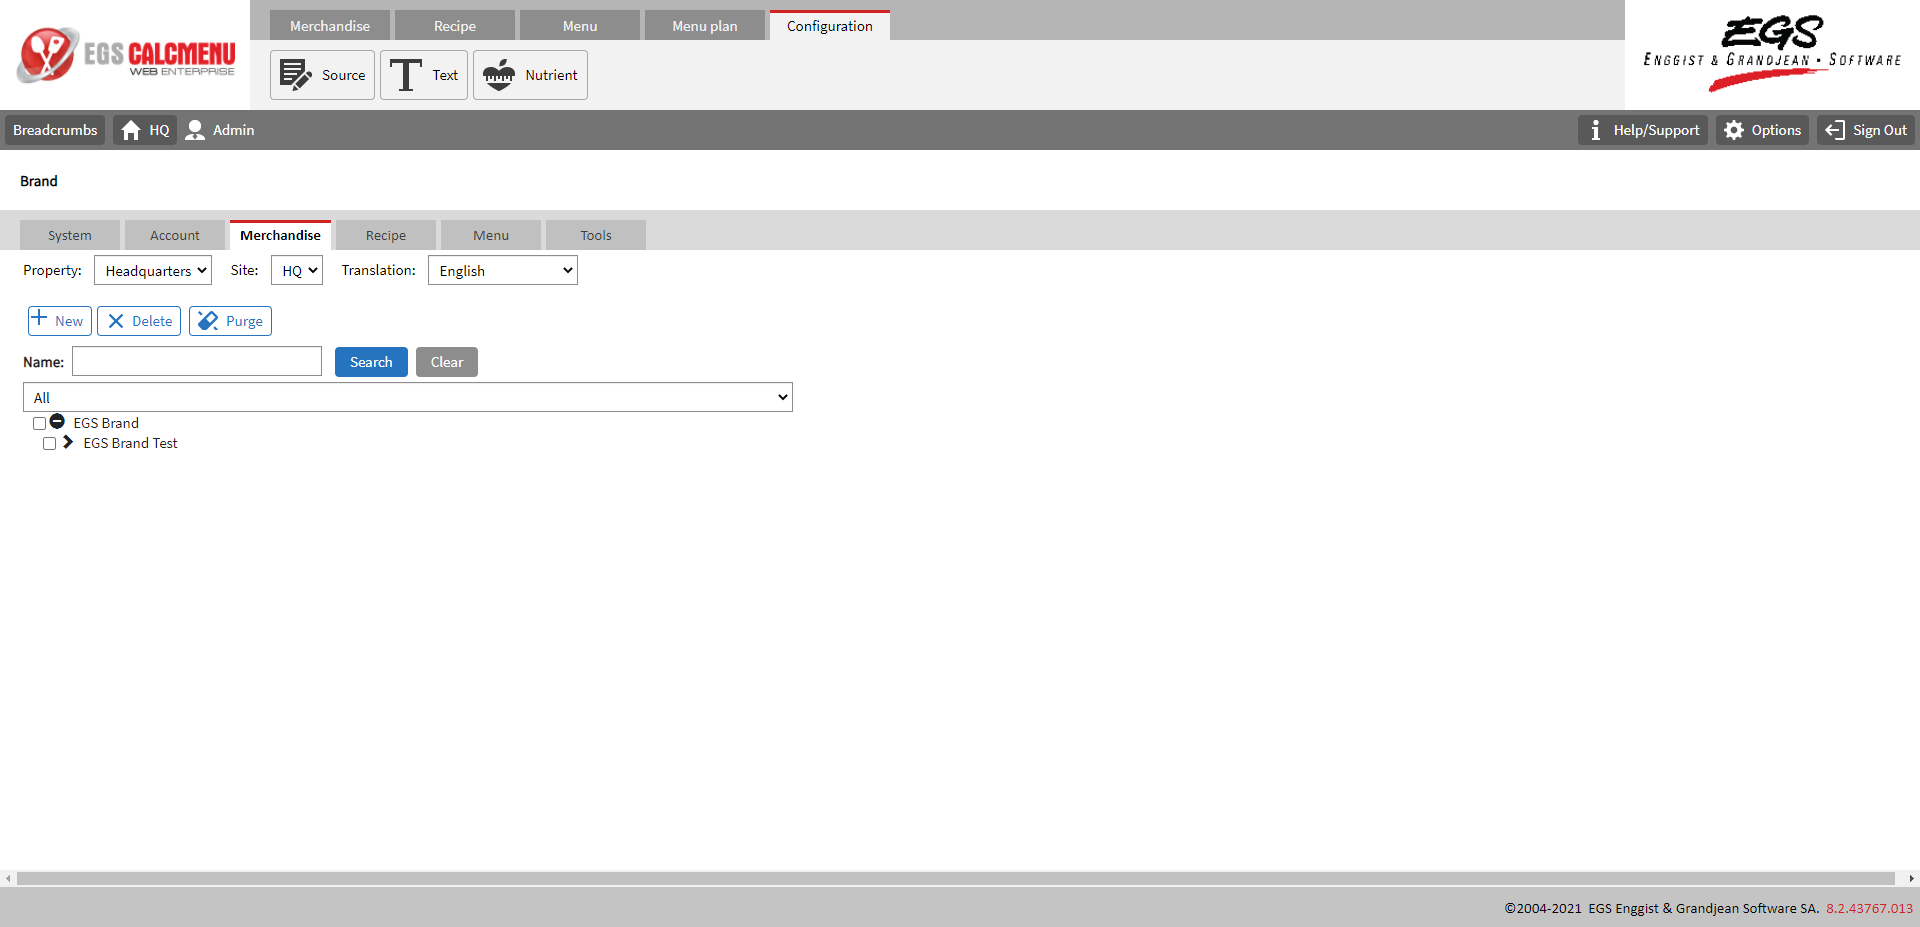 EGS CALCMENU
WEB ENTERPRISE
Merchandise Recipe Menu Menu plan Configuration
Source Text Nutrient
EGS
ENGGIST & GRANDJEAN • SOFTWARE
Breadcrumbs HQ Admin Help/Support Options Sign Out
Brand
System Account Merchandise Recipe Menu Tools
Property: Headquarters Site: HQ Translation: English
New Delete Purge
Name: Search Clear
All
EGS Brand
EGS Brand Test
©2004-2021 EGS Enggist & Grandjean Software SA. 8.2.43767.013